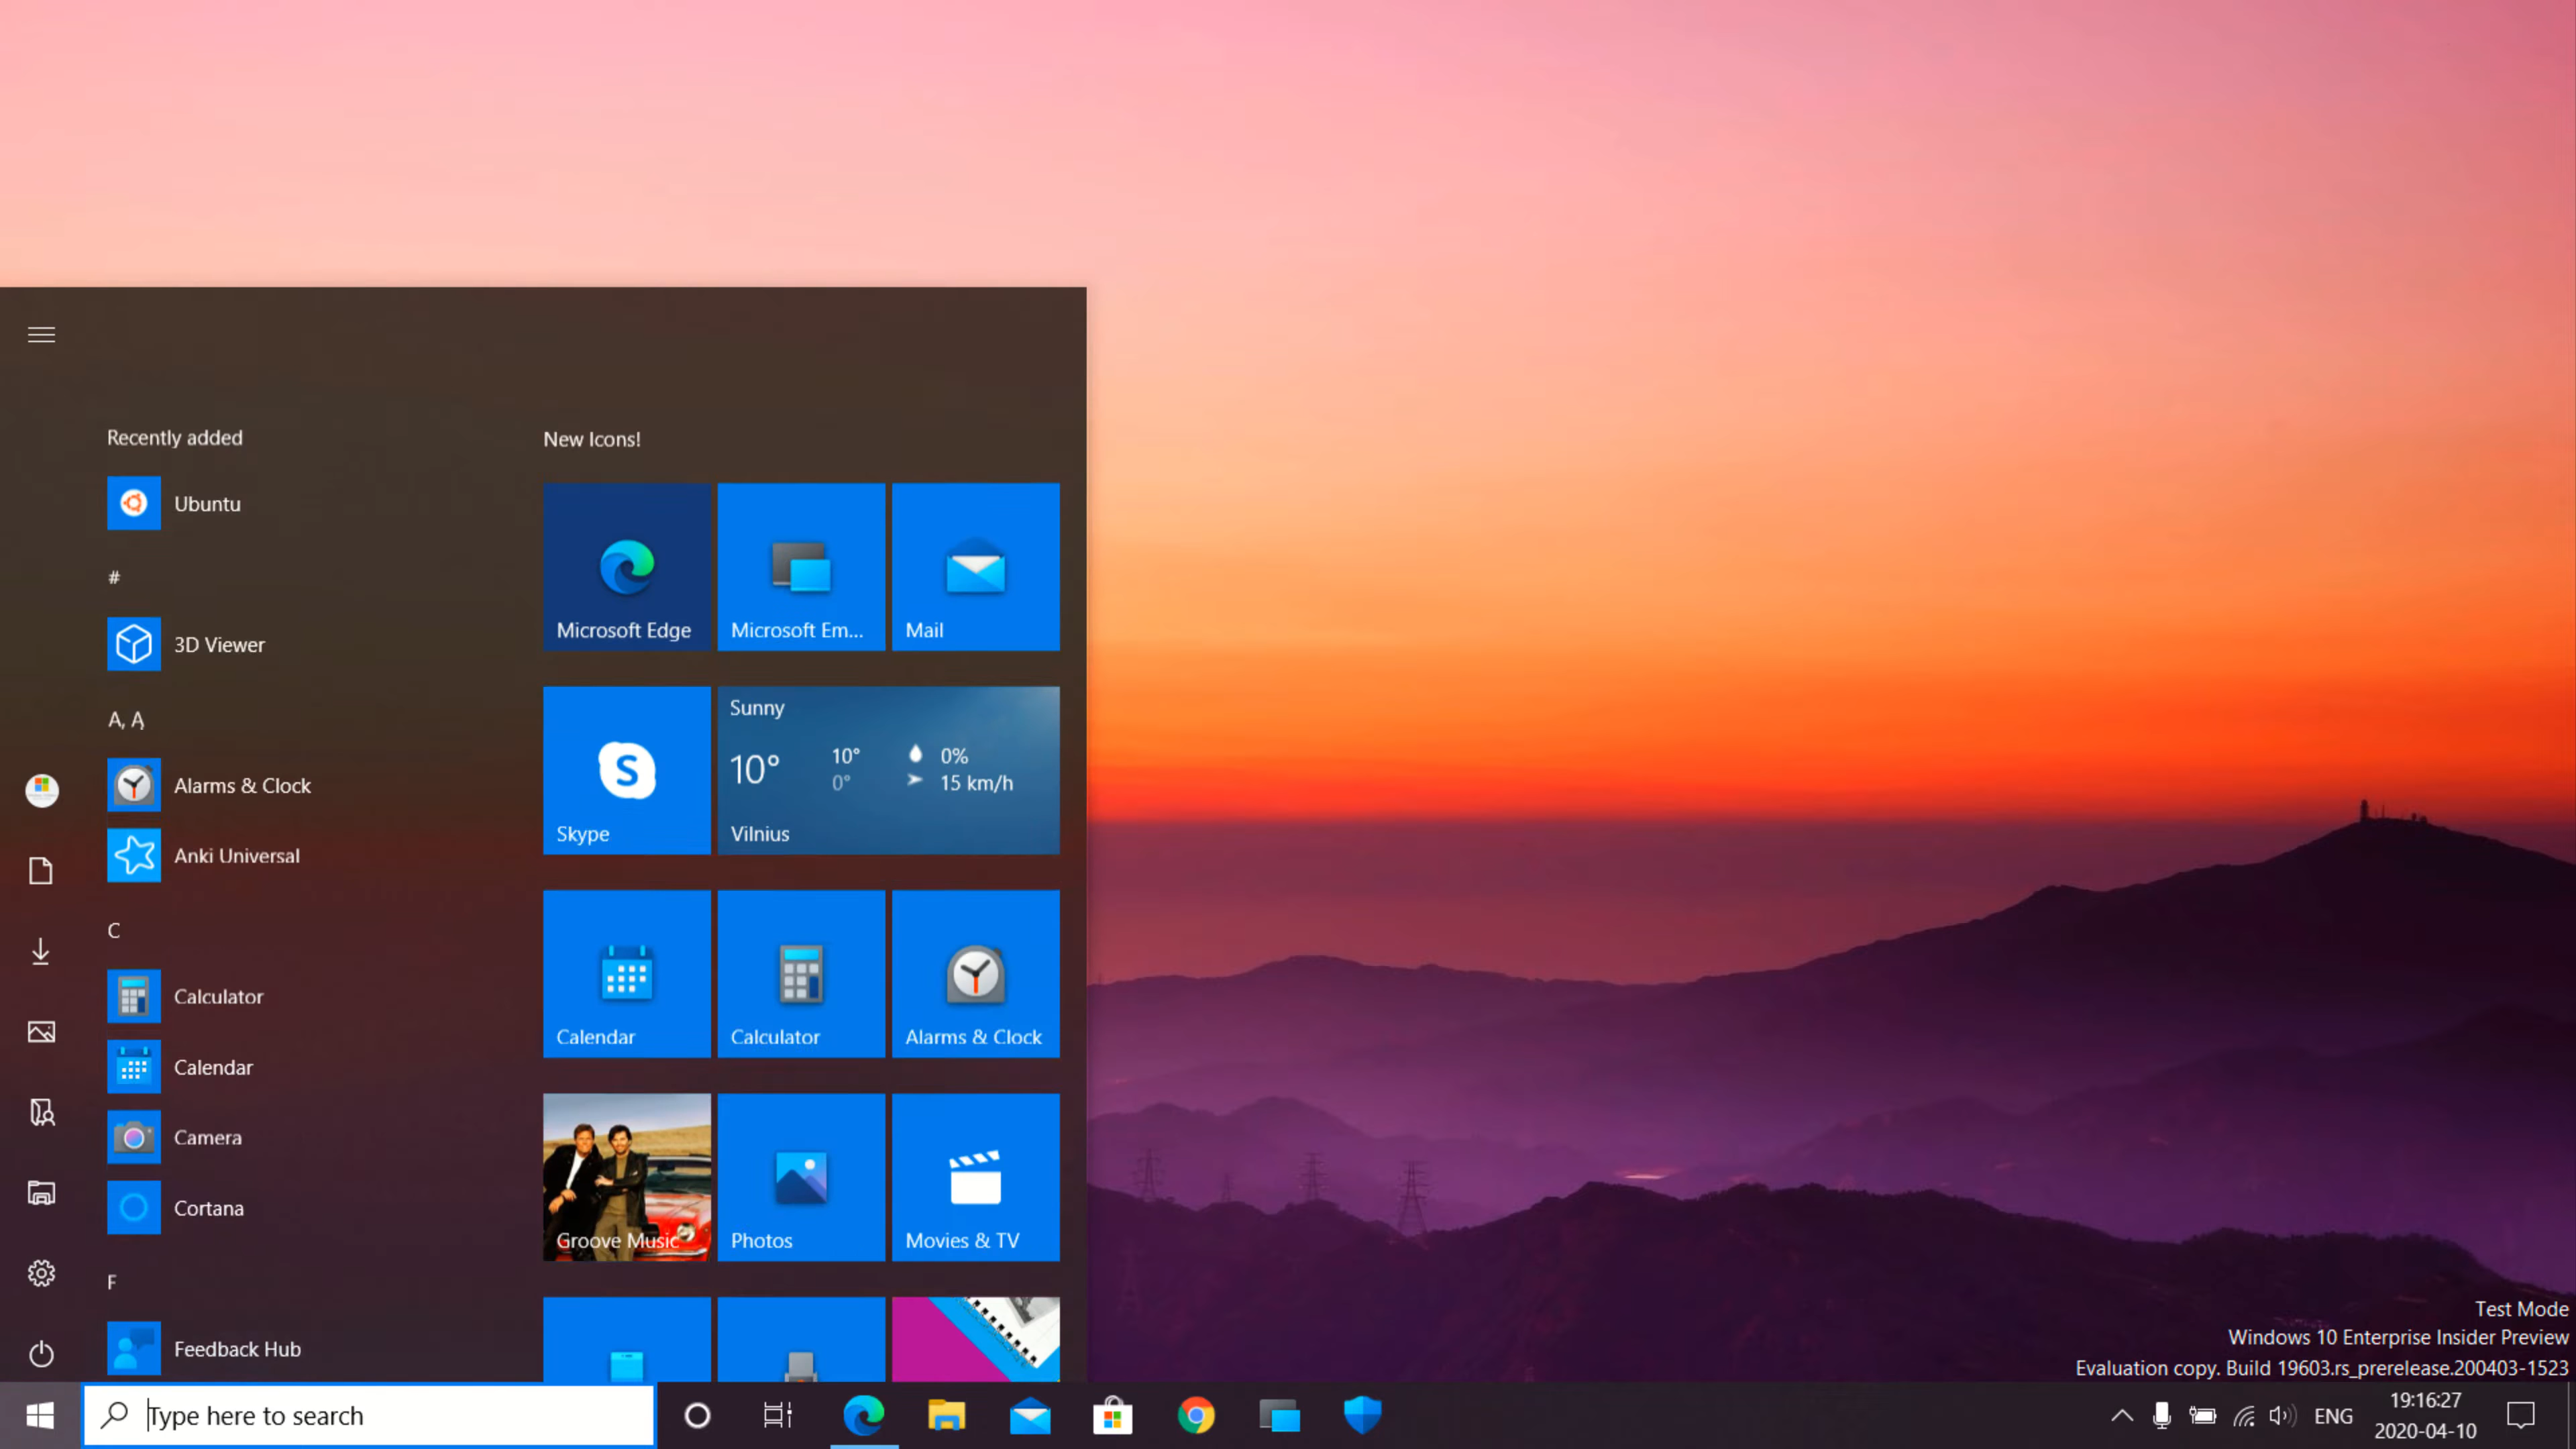 Recently added
Ubuntu
#
3D Viewer
A, Ą
Alarms & Clock
Anki Universal
C
Calculator
Calendar
Camera
Cortana
F
Feedback Hub
New Icons!
Microsoft Edge
Microsoft Em...
Mail
Skype
Sunny
10° 10° 0%
0° 15 km/h
Vilnius
Calendar
Calculator
Alarms & Clock
Groove Music
Photos
Movies & TV
Test Mode
Windows 10 Enterprise Insider Preview
Evaluation copy. Build 19603.rs_prerelease.200403-1523
Type here to search
ENG
19:16:27
2020-04-10